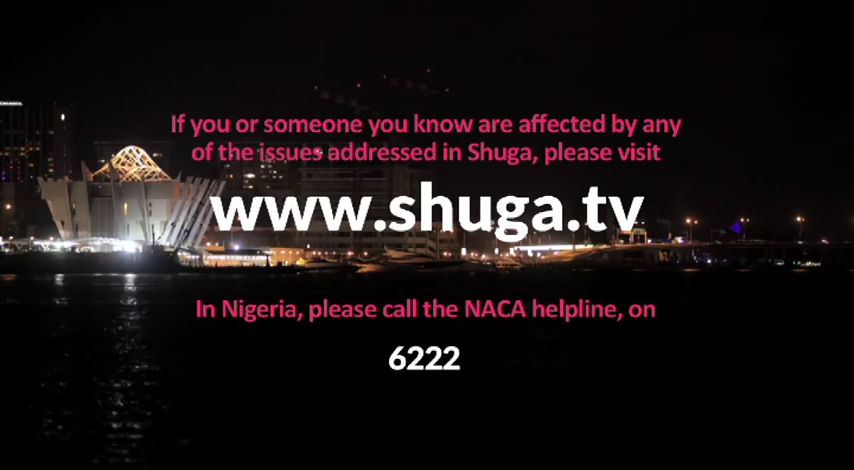 If you or someone you know are affected by any
of the issues addressed in Shuga, please visit
www.shuga.tv
In Nigeria, please call the NACA helpline, on
6222